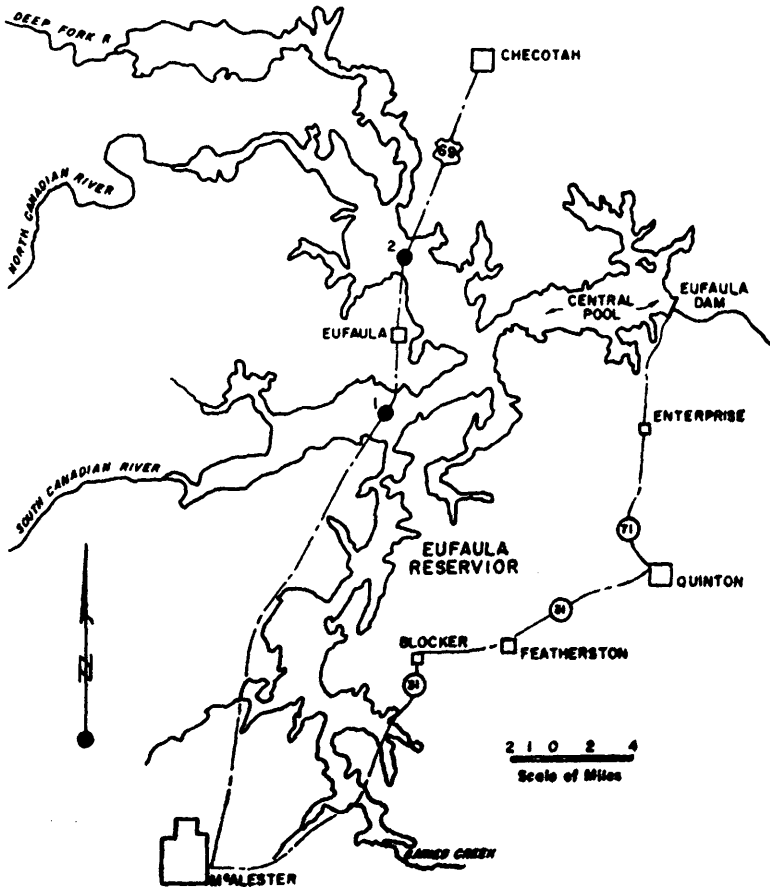 DEEP FORK R
CHECOTAH
69
NORTH CANADIAN RIVER
2
CENTRAL
POOL
EUFAULA
DAM
EUFAULA
1
ENTERPRISE
SOUTH CANADIAN RIVER
71
EUFAULA
RESERVIOR
QUINTON
31
BLOCKER
FEATHERSTON
31
N
2 1 0 2 4
Scale of Miles
McALESTER
CREEK